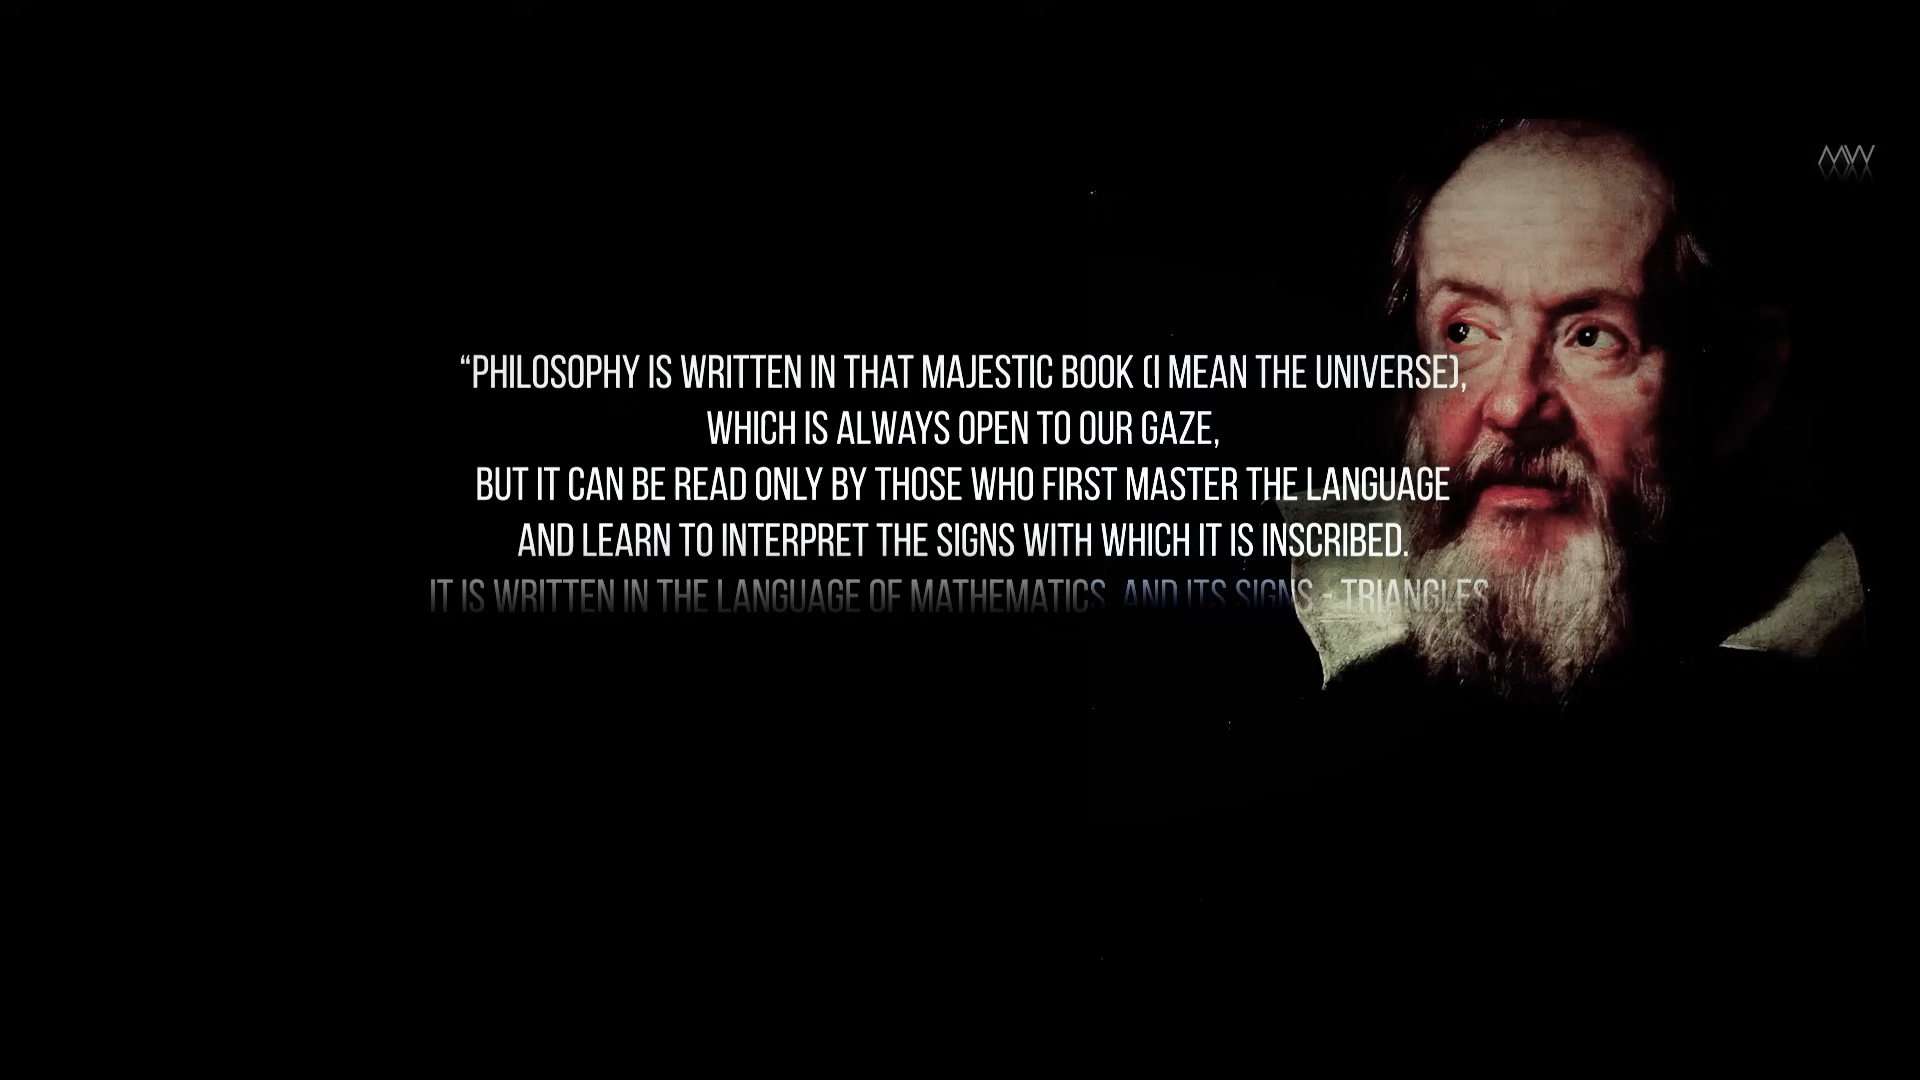 MW
“PHILOSOPHY IS WRITTEN IN THAT MAJESTIC BOOK (I MEAN THE UNIVERSE),
WHICH IS ALWAYS OPEN TO OUR GAZE,
BUT IT CAN BE READ ONLY BY THOSE WHO FIRST MASTER THE LANGUAGE
AND LEARN TO INTERPRET THE SIGNS WITH WHICH IT IS INSCRIBED.
IT IS WRITTEN IN THE LANGUAGE OF MATHEMATICS, AND ITS SIGNS - TRIANGLES